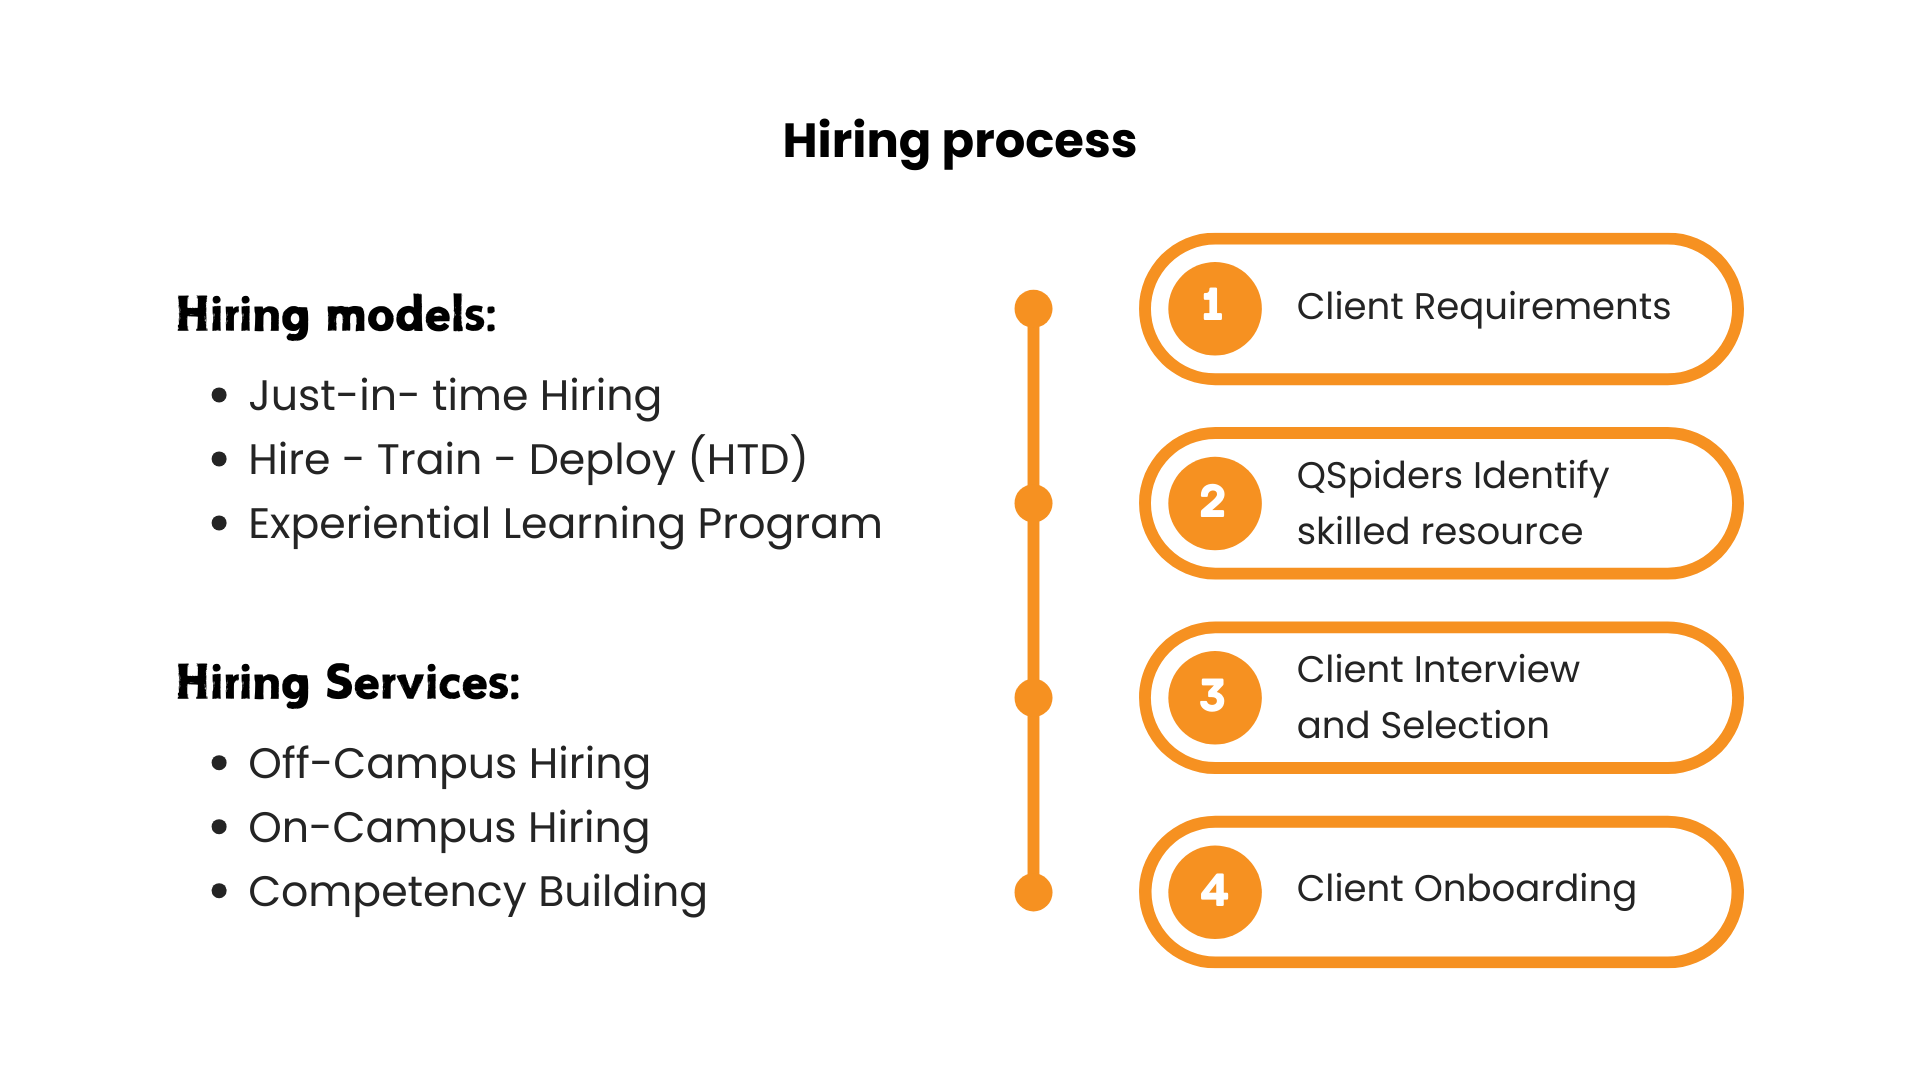 Hiring process
Hiring models:
Just-in- time Hiring
Hire - Train - Deploy (HTD)
Experiential Learning Program
Hiring Services:
Off-Campus Hiring
On-Campus Hiring
Competency Building
1
Client Requirements
2
QSpiders Identify
skilled resource
3
Client Interview
and Selection
4
Client Onboarding